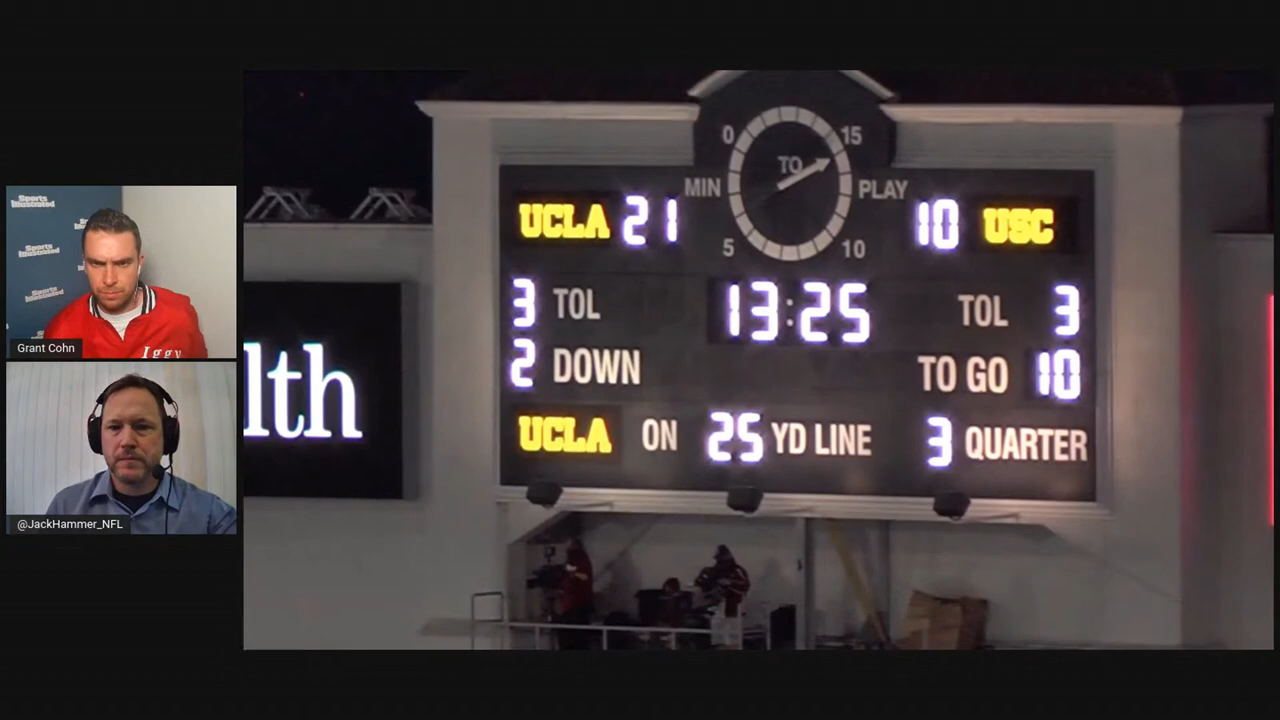 Sports Illustrated
Sports Illustrated
Sports Illustrated
Grant Cohn
Iggy
@JackHammer_NFL
lth
0 15
TO
MIN PLAY
5 10
UCLA 21 10 USC
3 TOL 13:25 TOL 3
2 DOWN TO GO 10
UCLA ON 25 YD LINE 3 QUARTER